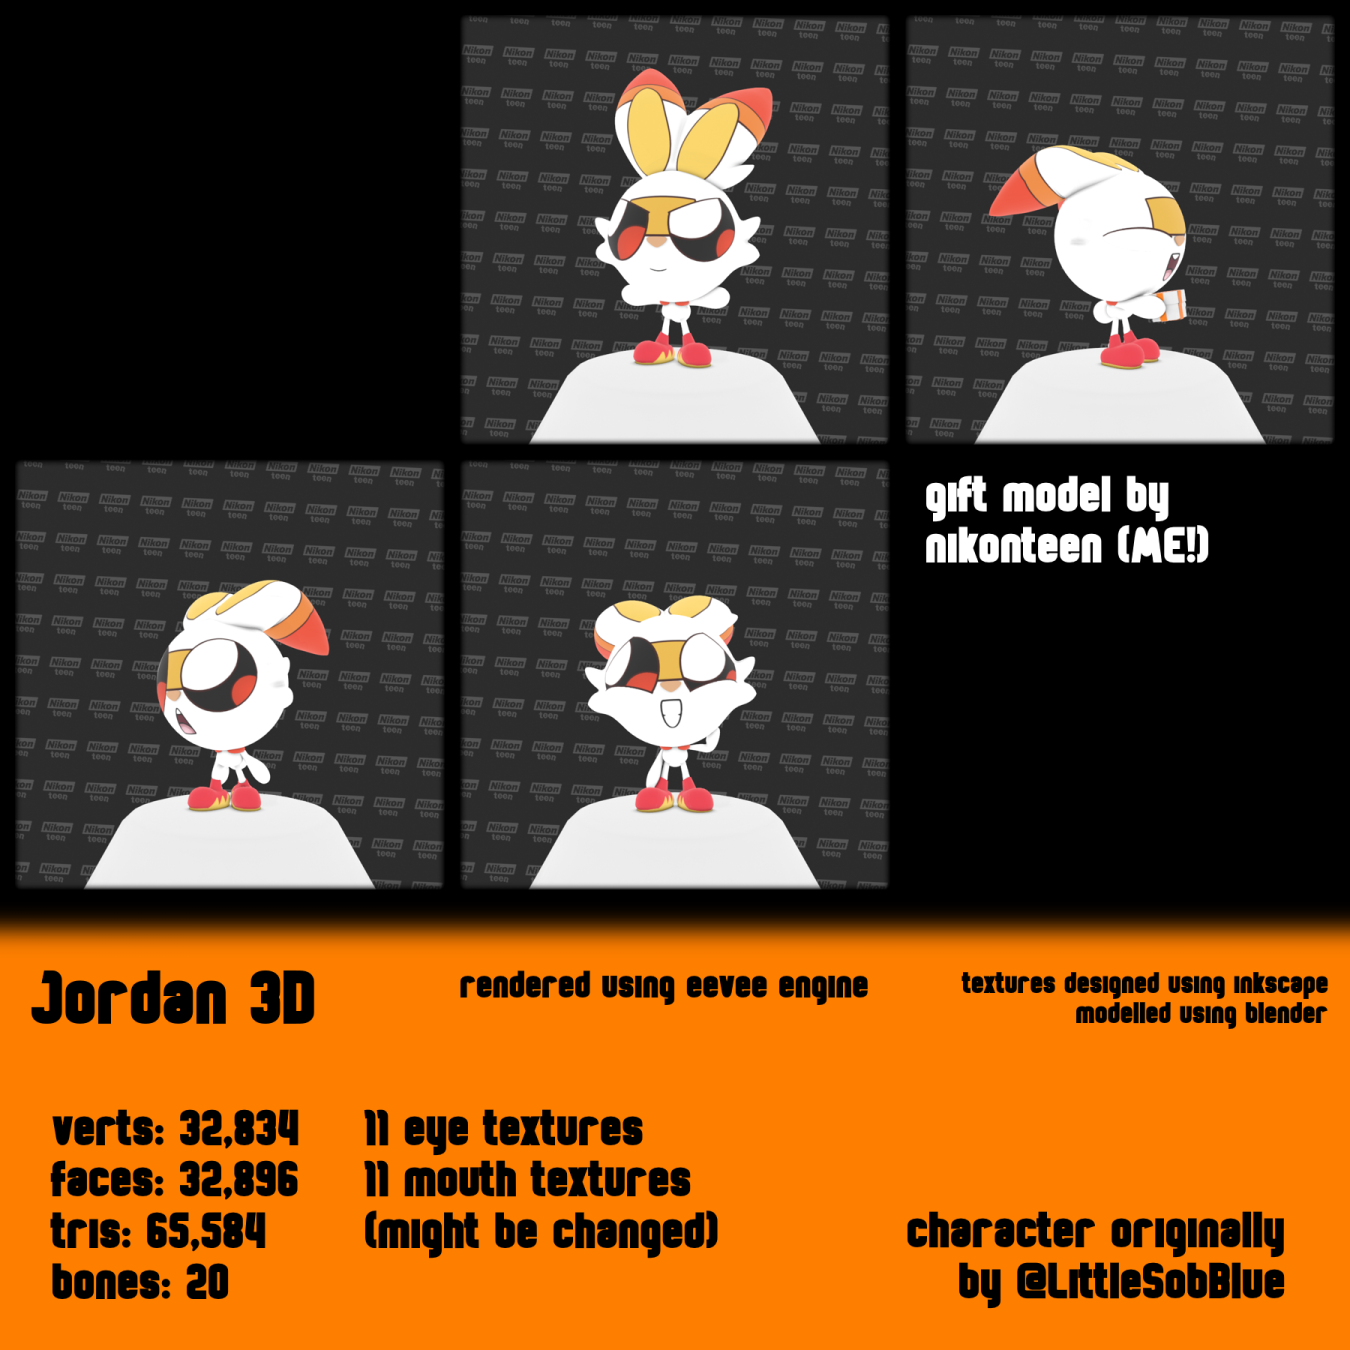 gift model by
nikonteen (ME!)
Jordan 3D
rendered using eevee engine
textures designed using inkscape
modelled using blender
verts: 32,834
faces: 32,896
tris: 65,584
bones: 20
11 eye textures
11 mouth textures
(might be changed)
character originally
by @LittleSobBlue
Nikon
teen